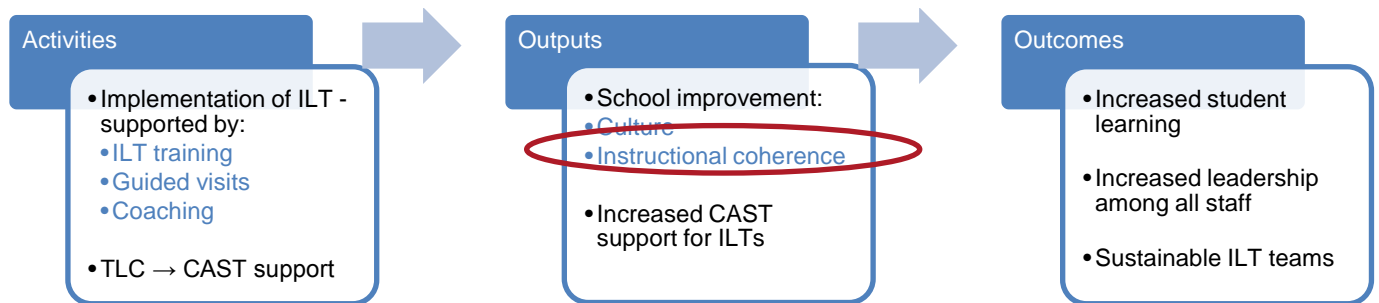 Activities
•Implementation of ILT -
supported by:
•ILT training
•Guided visits
•Coaching
•TLC → CAST support
Outputs
•School improvement:
•Culture
•Instructional coherence
•Increased CAST
support for ILTs
Outcomes
•Increased student
learning
•Increased leadership
among all staff
•Sustainable ILT teams